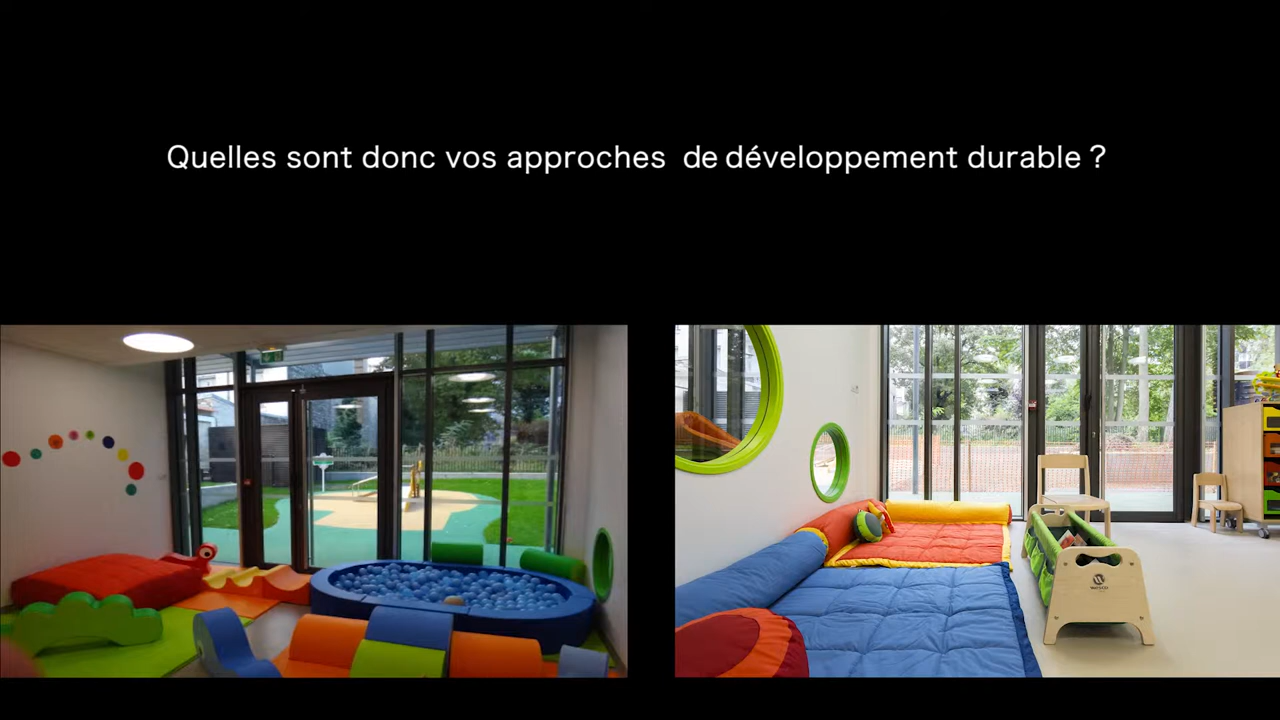 Quelles sont donc vos approches de développement durable ?